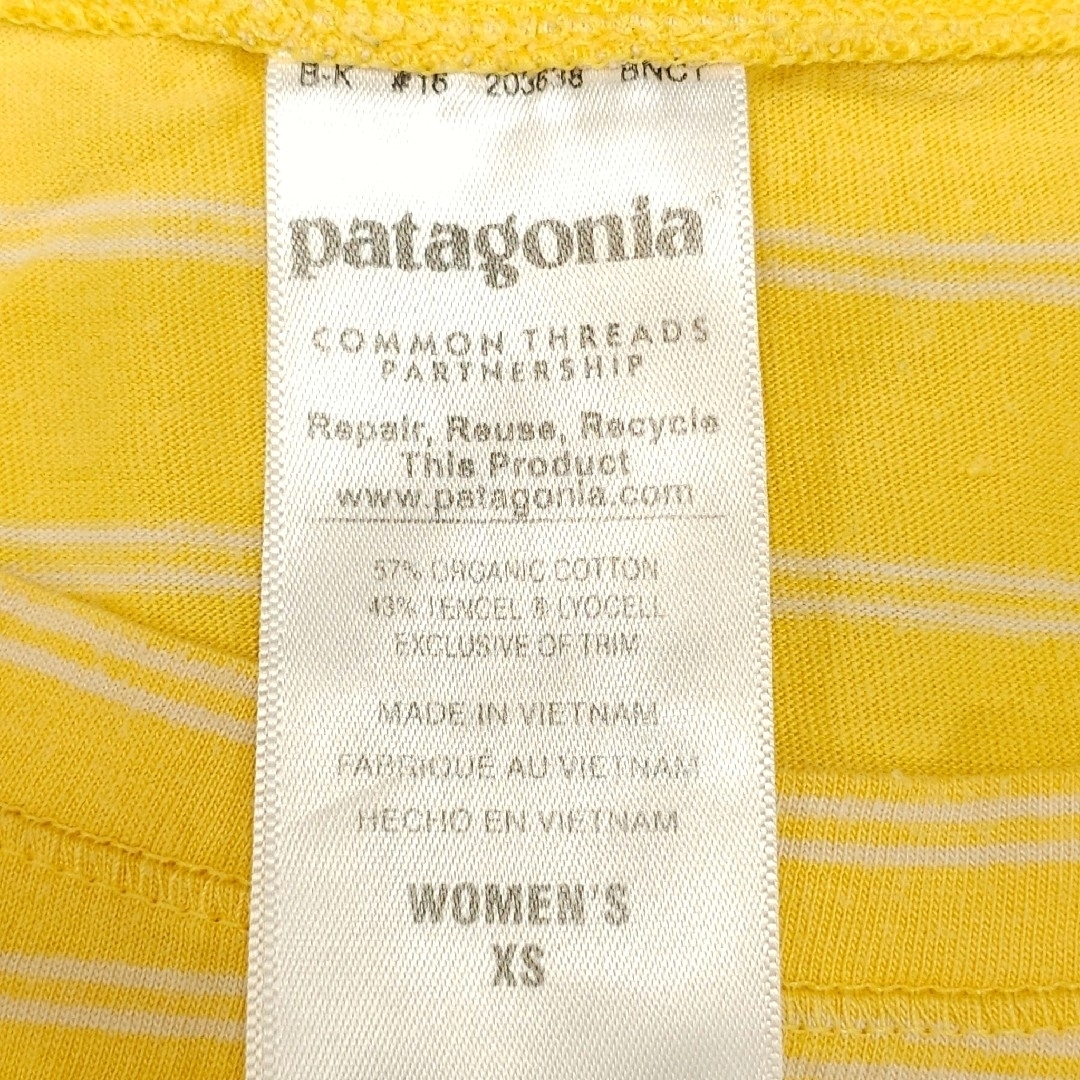 B-K #16 203638 BNCT
patagonia®
COMMON THREADS
PARTNERSHIP
Repair, Reuse, Recycle
This Product
www.patagonia.com
57% ORGANIC COTTON
43% TENCEL ® LYOCELL
EXCLUSIVE OF TRIM
MADE IN VIETNAM
FABRIQUÉ AU VIETNAM
HECHO EN VIETNAM
WOMEN'S
XS